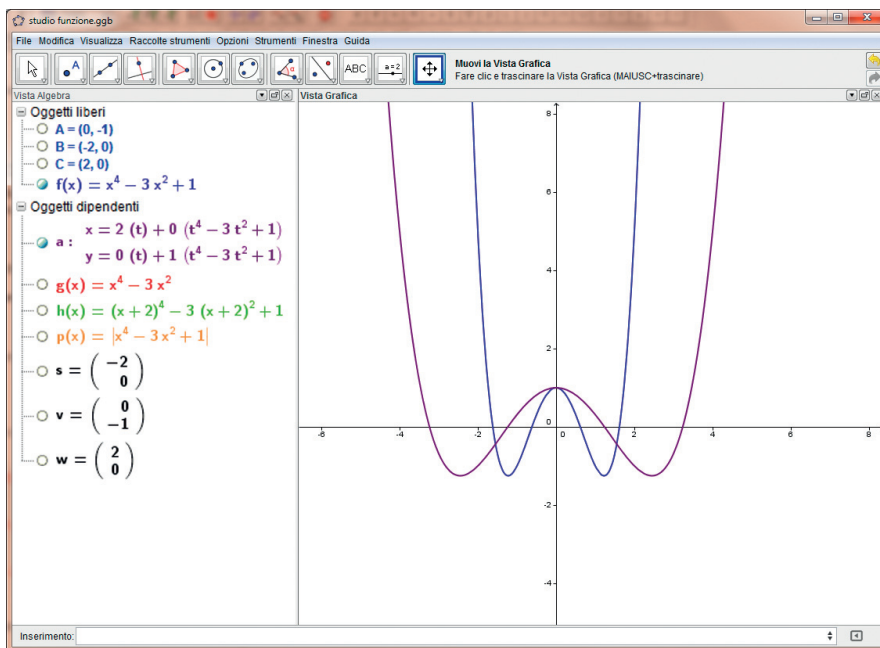 studio funzione.ggb
File Modifica Visualizza Raccolte strumenti Opzioni Strumenti Finestra Guida
A
ABC
a=2
Muovi la Vista Grafica
Fare clic e trascinare la Vista Grafica (MAIUSC+trascinare)
Vista Algebra
Vista Grafica
Oggetti liberi
A = (0, -1)
B = (-2, 0)
C = (2, 0)
f(x) = x⁴ − 3 x² + 1
Oggetti dipendenti
a : x = 2 (t) + 0 (t⁴ − 3 t² + 1)
y = 0 (t) + 1 (t⁴ − 3 t² + 1)
g(x) = x⁴ − 3 x²
h(x) = (x + 2)⁴ − 3 (x + 2)² + 1
p(x) = |x⁴ − 3 x² + 1|
s = ( −2
0 )
v = ( 0
−1 )
w = ( 2
0 )
8
6
4
2
0
-6 -4 -2 0 2 4 6 8
-2
-4
Inserimento: